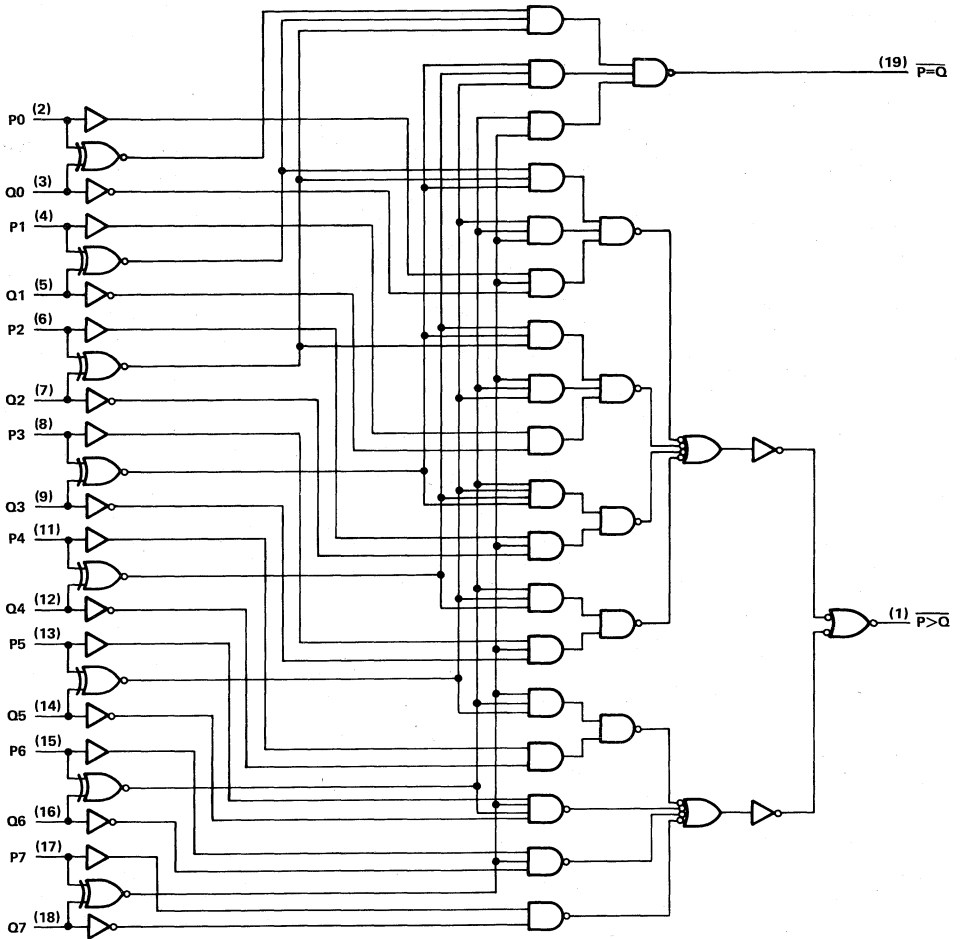 (19) P=Q
P0 (2)
Q0 (3)
P1 (4)
Q1 (5)
P2 (6)
Q2 (7)
P3 (8)
Q3 (9)
P4 (11)
Q4 (12)
P5 (13)
(1) P>Q
Q5 (14)
P6 (15)
Q6 (16)
P7 (17)
Q7 (18)